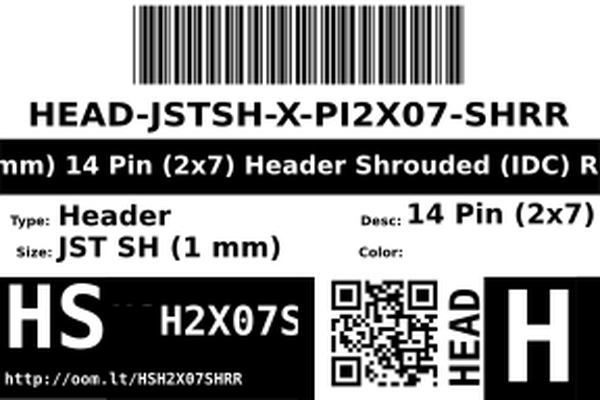 HEAD-JSTSH-X-PI2X07-SHRR
mm) 14 Pin (2x7) Header Shrouded (IDC) R
Type: Header
Desc: 14 Pin (2x7)
Size: JST SH (1 mm)
Color:
HS H2X07S
HEAD
H
http://oom.lt/HSH2X07SHRR